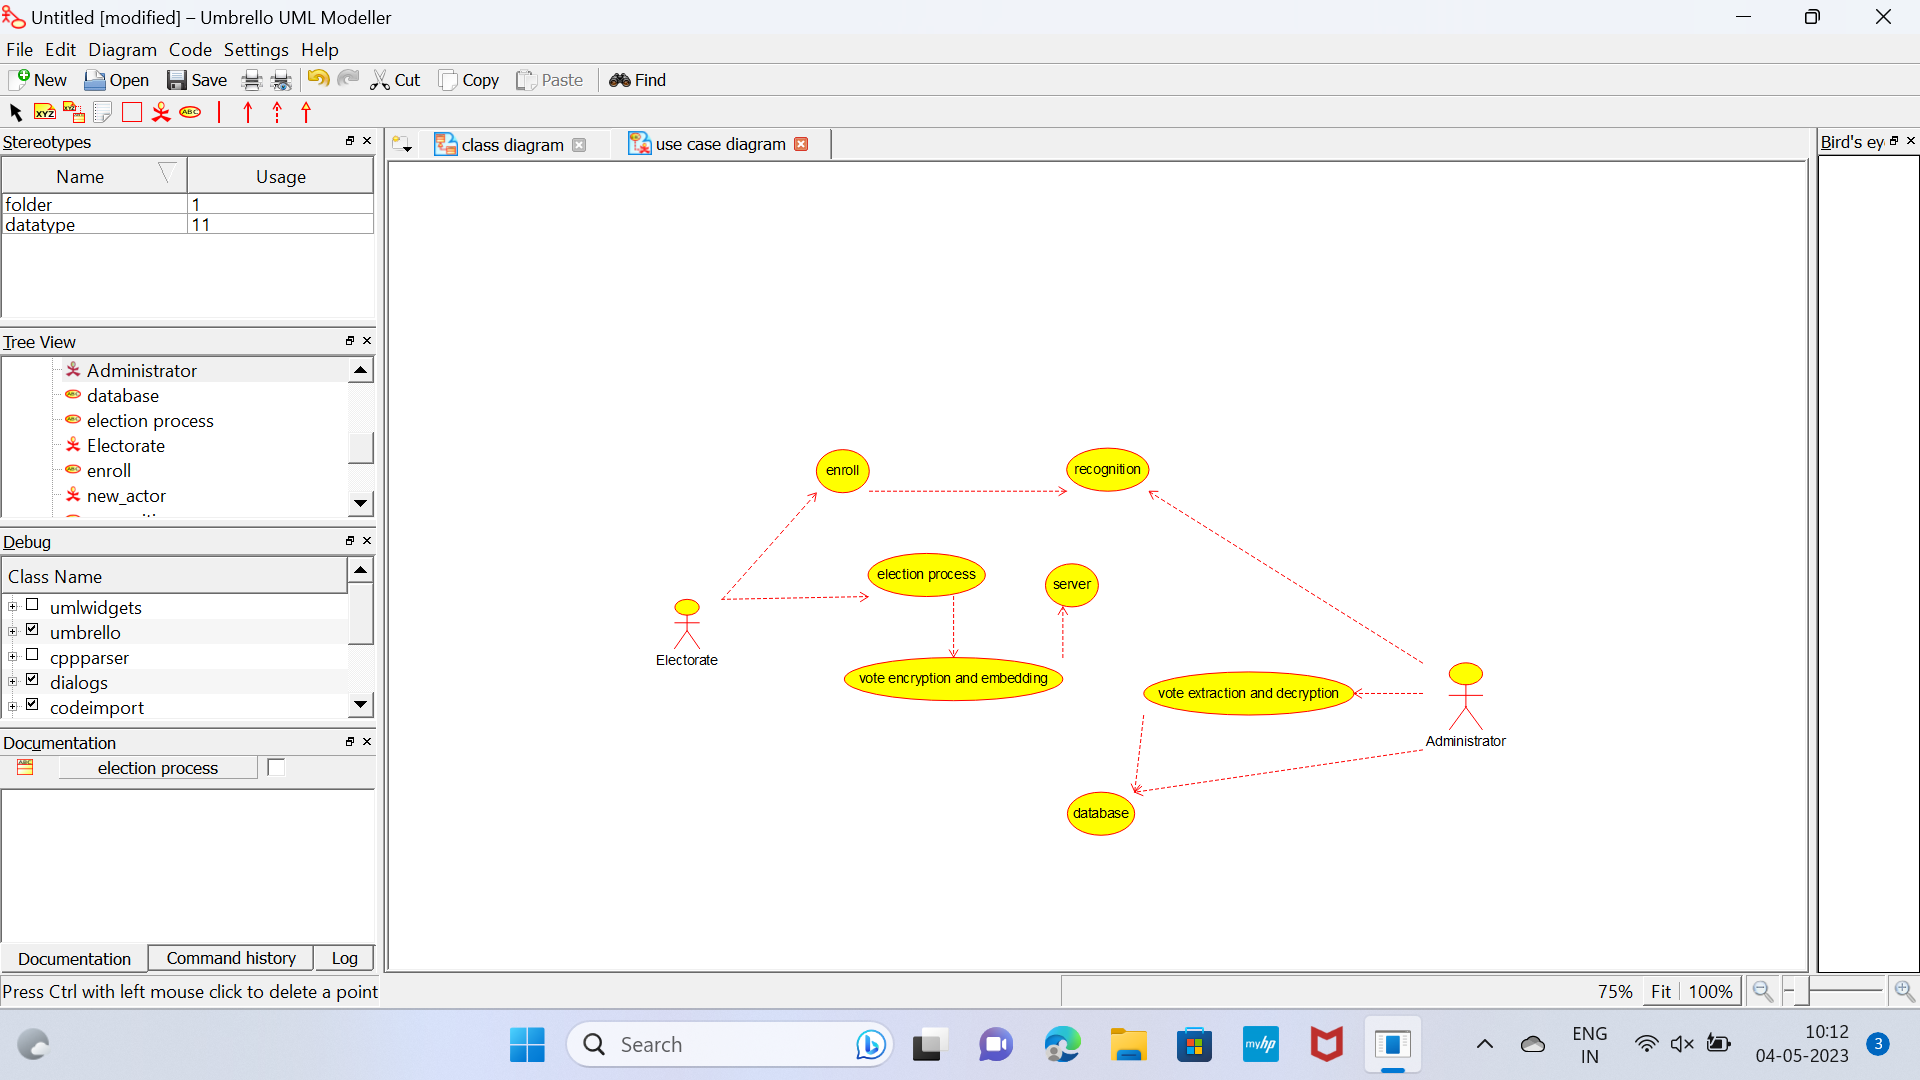 Untitled [modified] – Umbrello UML Modeller
File Edit Diagram Code Settings Help
New Open Save Cut Copy Paste Find
XYZ XYZ ABC
Stereotypes
Name Usage
folder 1
datatype 11
Tree View
Administrator
database
election process
Electorate
enroll
new_actor
Debug
Class Name
umlwidgets
umbrello
cppparser
dialogs
codeimport
Documentation
election process
Documentation Command history Log
Press Ctrl with left mouse click to delete a point
class diagram use case diagram
Bird's ey
enroll
recognition
election process
server
Electorate
vote encryption and embedding
vote extraction and decryption
Administrator
database
75% Fit 100%
Search
myhp
ENG
IN
10:12
04-05-2023
3